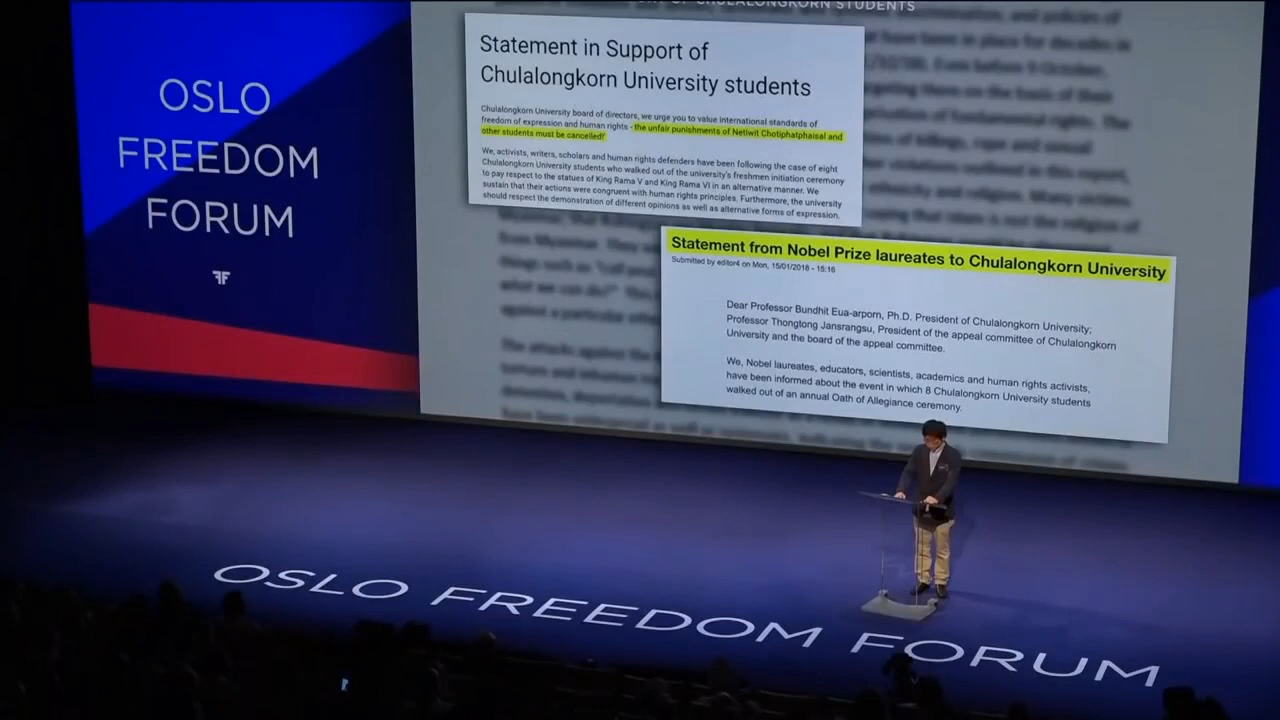 OSLO
FREEDOM
FORUM
CHULALONGKORN STUDENTS
Statement in Support of
Chulalongkorn University students
Chulalongkorn University board of directors, we urge you to value international standards of
freedom of expression and human rights - the unfair punishments of Netiwit Chotiphatphaisal and
other students must be cancelled!
We, activists, writers, scholars and human rights defenders have been following the case of eight
Chulalongkorn University students who walked out of the university's freshmen initiation ceremony
to pay respect to the statues of King Rama V and King Rama VI in an alternative manner. We
sustain that their actions were congruent with human rights principles. Furthermore, the university
should respect the demonstration of different opinions as well as alternative forms of expression.
Statement from Nobel Prize laureates to Chulalongkorn University
Submitted by editor4 on Mon, 15/01/2018 - 15:16
Dear Professor Bundhit Eua-arporn, Ph.D. President of Chulalongkorn University;
Professor Thongtong Jansrangsu, President of the appeal committee of Chulalongkorn
University and the board of the appeal committee.
We, Nobel laureates, educators, scientists, academics and human rights activists,
have been informed about the event in which 8 Chulalongkorn University students
walked out of an annual Oath of Allegiance ceremony.
OSLO FREEDOM FORUM